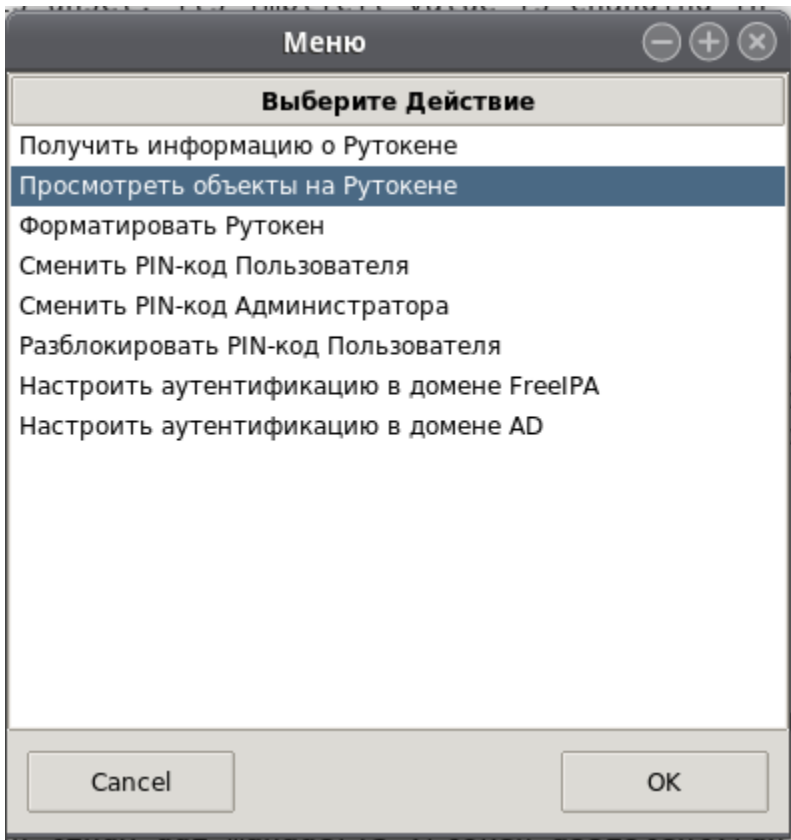 Меню
Выберите Действие
Получить информацию о Рутокене
Просмотреть объекты на Рутокене
Форматировать Рутокен
Сменить PIN-код Пользователя
Сменить PIN-код Администратора
Разблокировать PIN-код Пользователя
Настроить аутентификацию в домене FreeIPA
Настроить аутентификацию в домене AD
Cancel
OK